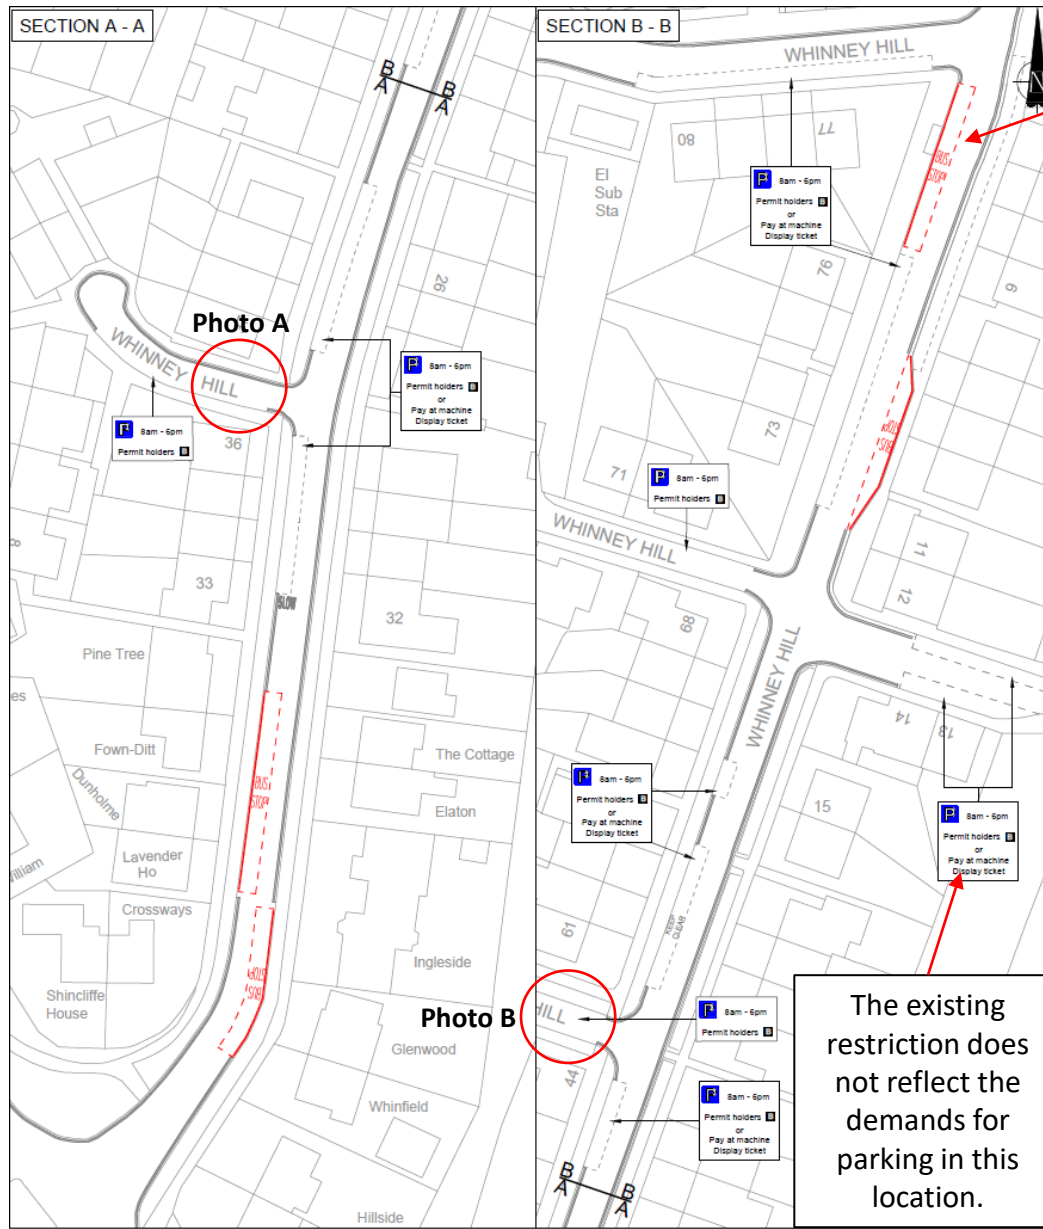 SECTION A - A
B
A
B
A
26
Photo A
WHINNEY HILL
P 8am - 6pm
Permit holders B
or
Pay at machine
Display ticket
P 8am - 6pm
Permit holders B
36
8
33
SLOW
32
Pine Tree
es
Fown-Ditt
BUS
STOP
The Cottage
Dunholme
Elaton
William
Lavender
Ho
Crossways
BUS
STOP
Ingleside
Shincliffe
House
Glenwood
Whinfield
Hillside
SECTION B - B
WHINNEY HILL
N
80
77
El
Sub
Sta
P 8am - 6pm
Permit holders B
or
Pay at machine
Display ticket
BUS
STOP
76
6
73
BUS
STOP
71
P 8am - 6pm
Permit holders B
WHINNEY HILL
11
12
68
WHINNEY HILL
14
13
P 8am - 6pm
Permit holders B
or
Pay at machine
Display ticket
15
P 8am - 6pm
Permit holders B
or
Pay at machine
Display ticket
61
KEEP
CLEAR
Photo B
HILL
P 8am - 6pm
Permit holders B
44
P 8am - 6pm
Permit holders B
or
Pay at machine
Display ticket
B
A
B
A
The existing
restriction does
not reflect the
demands for
parking in this
location.